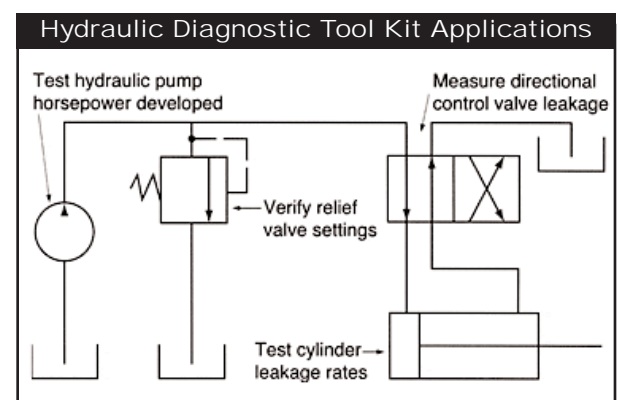 Hydraulic Diagnostic Tool Kit Applications
Test hydraulic pump
horsepower developed
Measure directional
control valve leakage
Verify relief
valve settings
Test cylinder
leakage rates